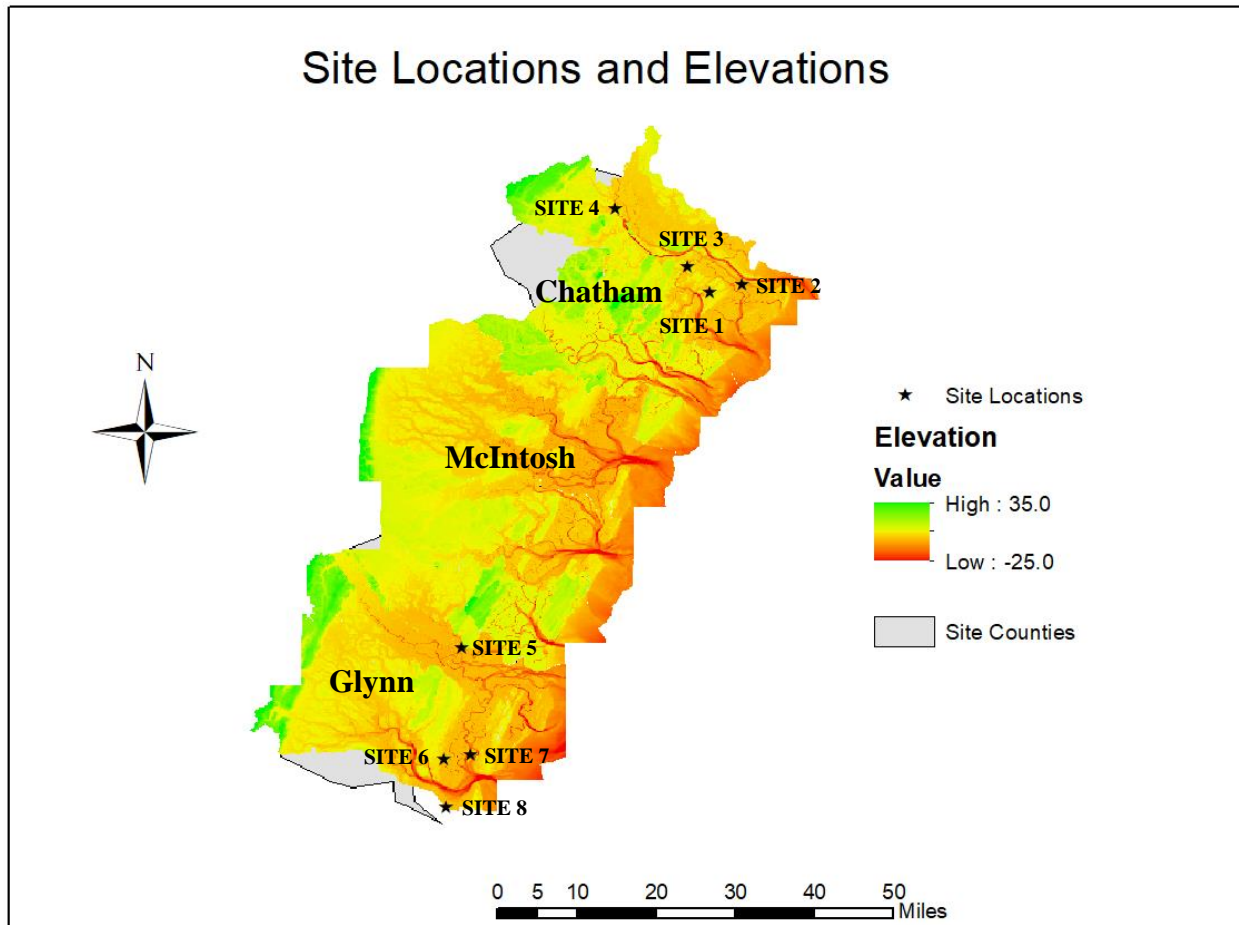 Site Locations and Elevations
SITE 4
SITE 3
Chatham
SITE 2
SITE 1
N
Site Locations
Elevation
McIntosh
Value
High : 35.0
Low : -25.0
Site Counties
SITE 5
Glynn
SITE 6
SITE 7
SITE 8
0 5 10 20 30 40 50
Miles